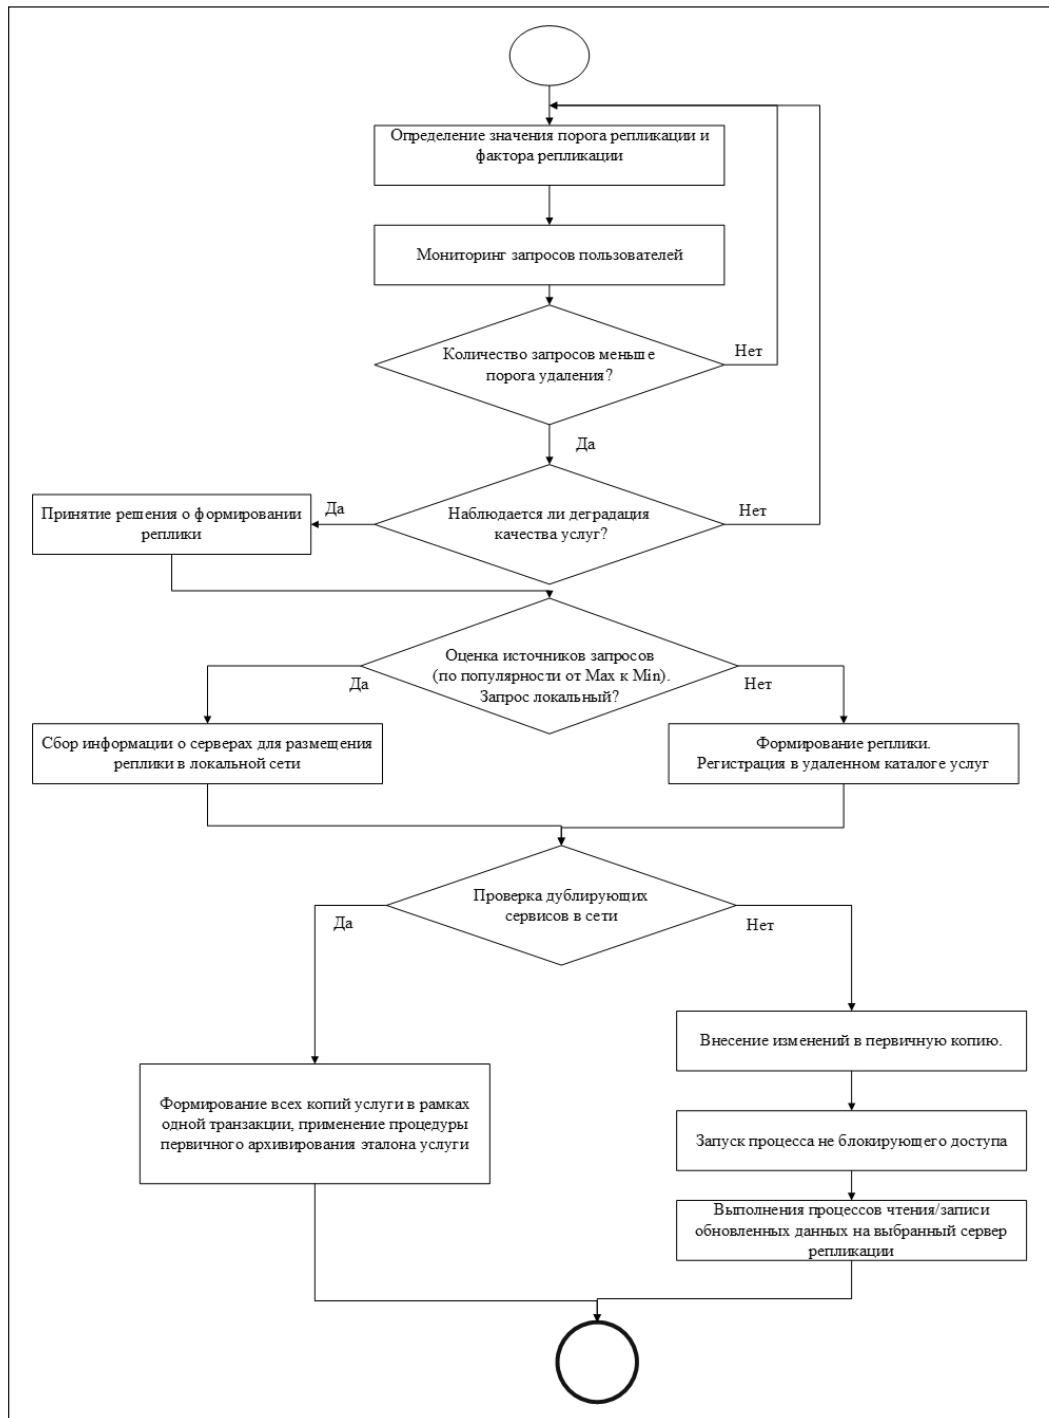 Определение значения порога репликации и
фактора репликации
Мониторинг запросов пользователей
Количество запросов меньше
порога удаления?
Нет
Да
Наблюдается ли деградация
качества услуг?
Да
Нет
Принятие решения о формировании
реплики
Оценка источников запросов
(по популярности от Max к Min).
Запрос локальный?
Да
Нет
Сбор информации о серверах для размещения
реплики в локальной сети
Формирование реплики.
Регистрация в удаленном каталоге услуг
Проверка дублирующих
сервисов в сети
Да
Нет
Внесение изменений в первичную копию.
Формирование всех копий услуги в рамках
одной транзакции, применение процедуры
первичного архивирования эталона услуги
Запуск процесса не блокирующего доступа
Выполнения процессов чтения/записи
обновленных данных на выбранный сервер
репликации